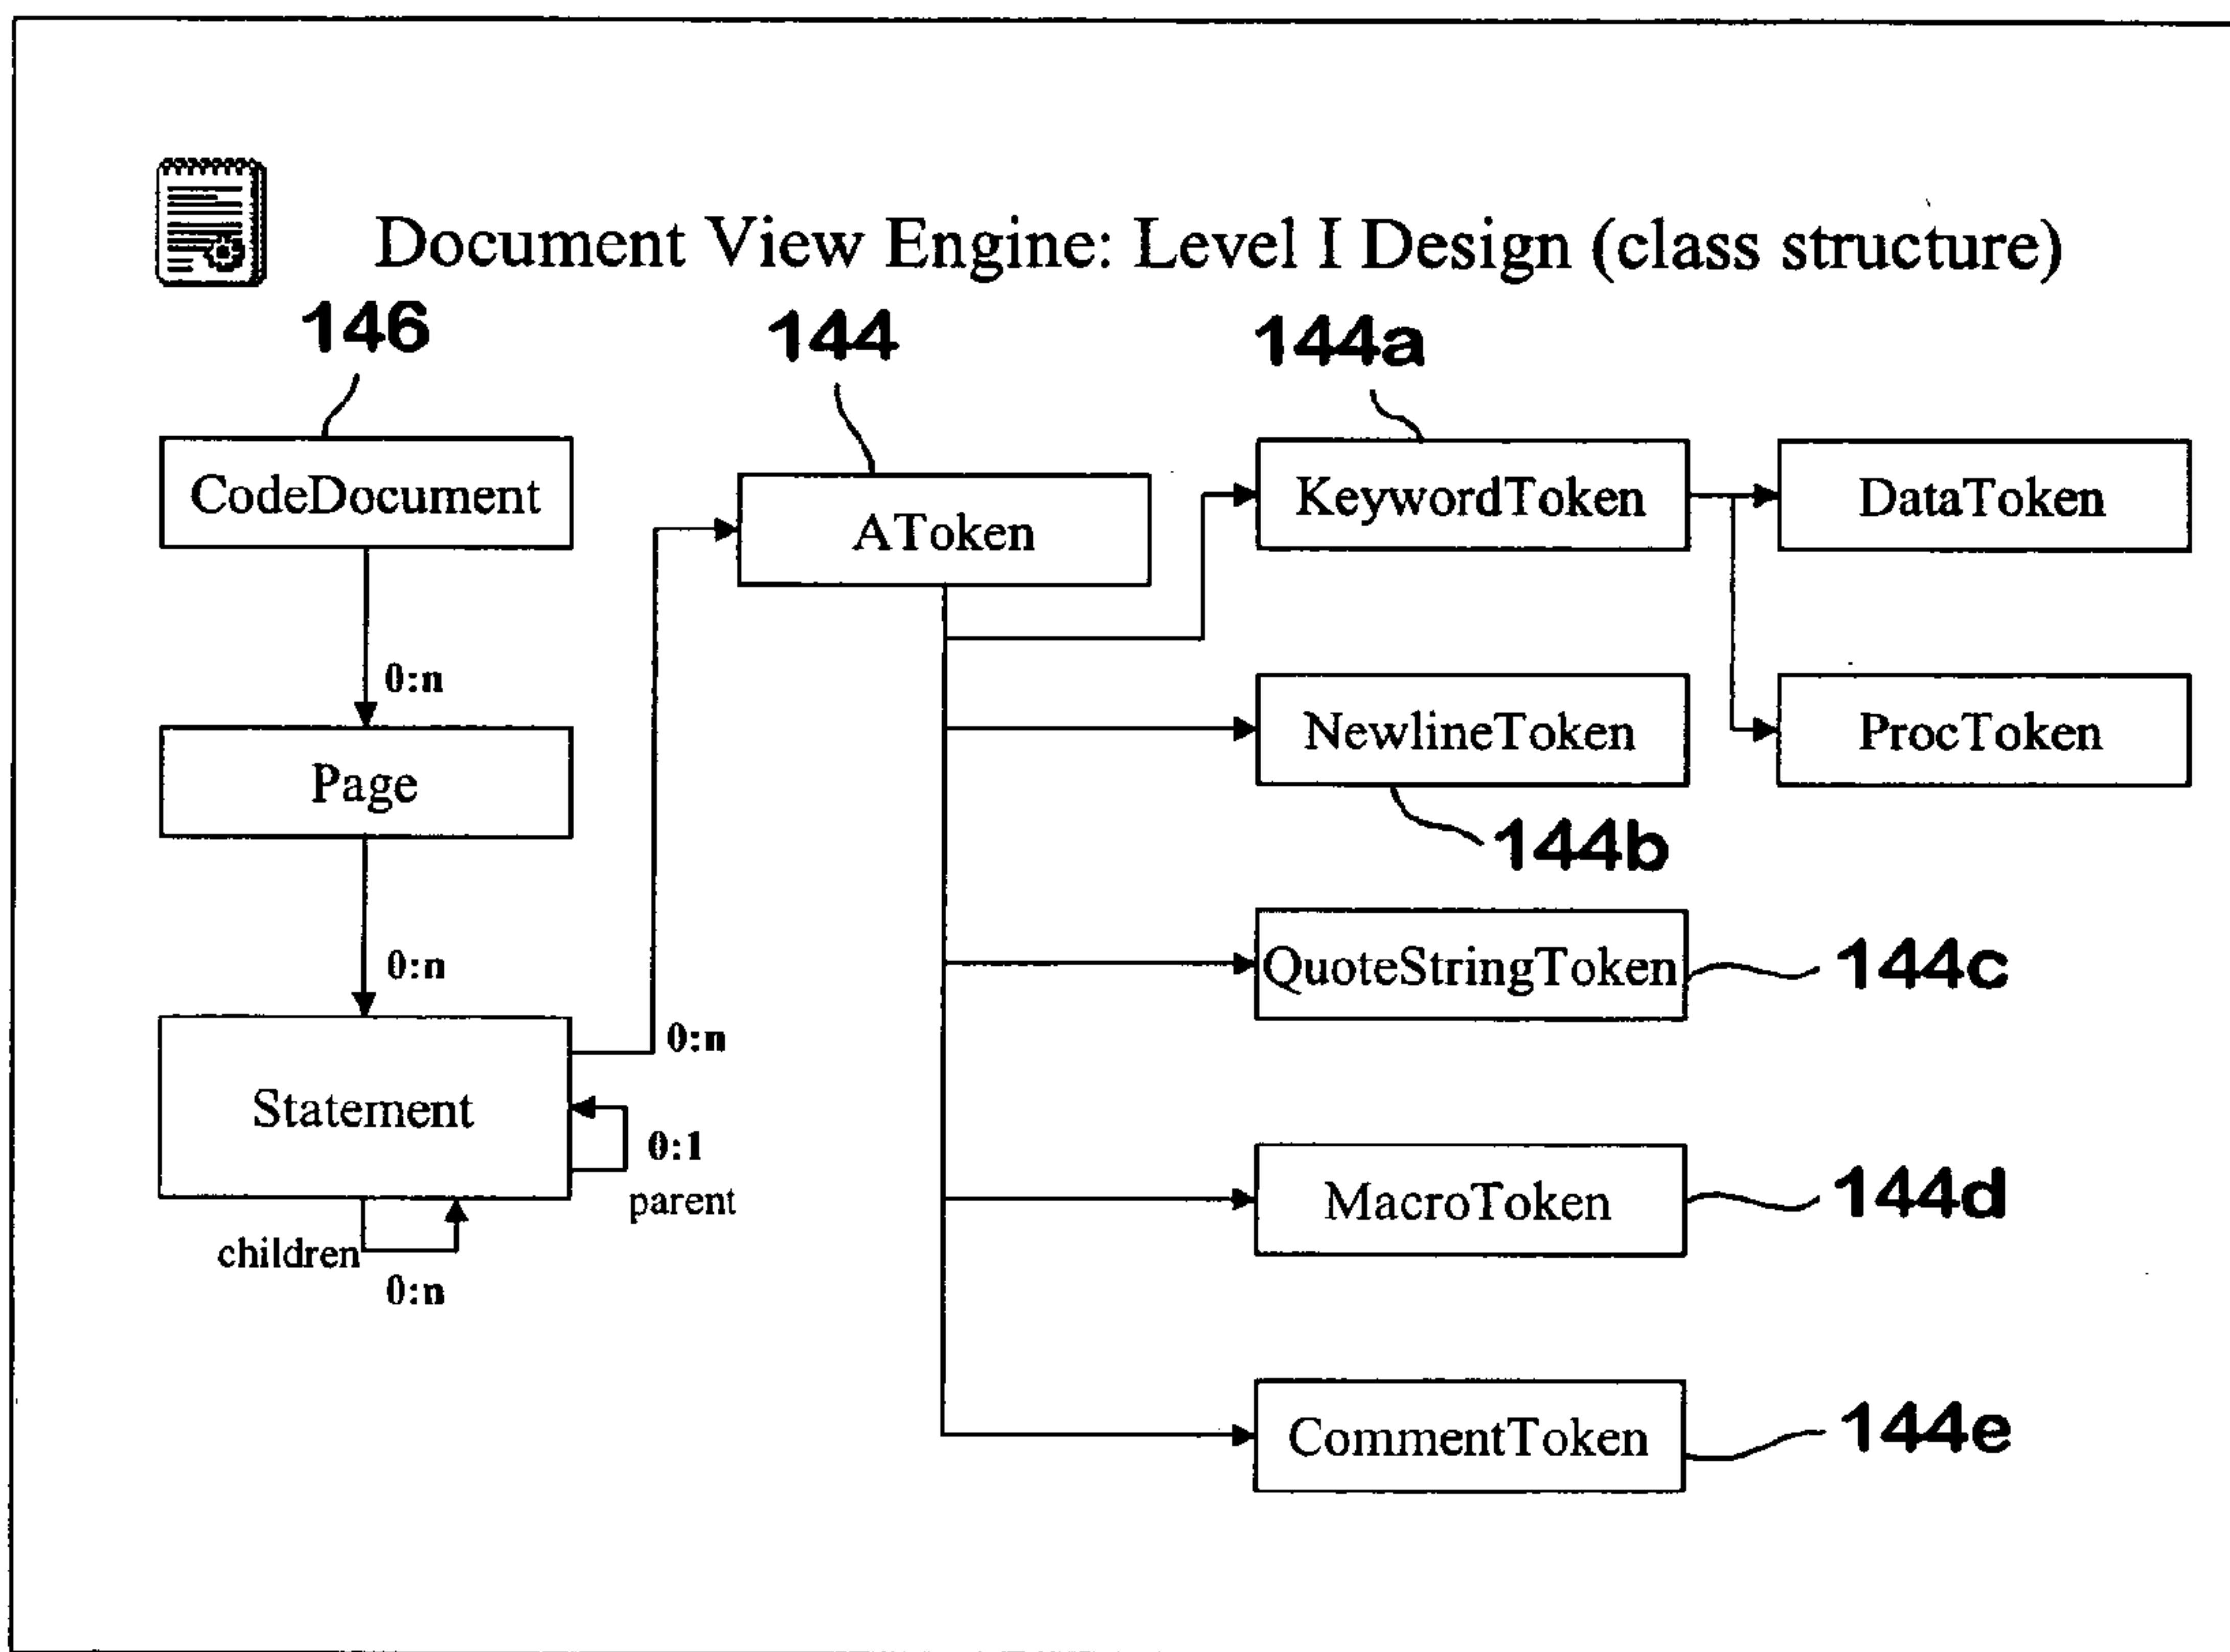 Document View Engine: Level I Design (class structure)
146
144
144a
CodeDocument
AToken
KeywordToken
DataToken
0:n
Page
NewlineToken
ProcToken
144b
0:n
QuoteStringToken
144c
0:n
Statement
0:1
parent
MacroToken
144d
children
0:n
CommentToken
144e